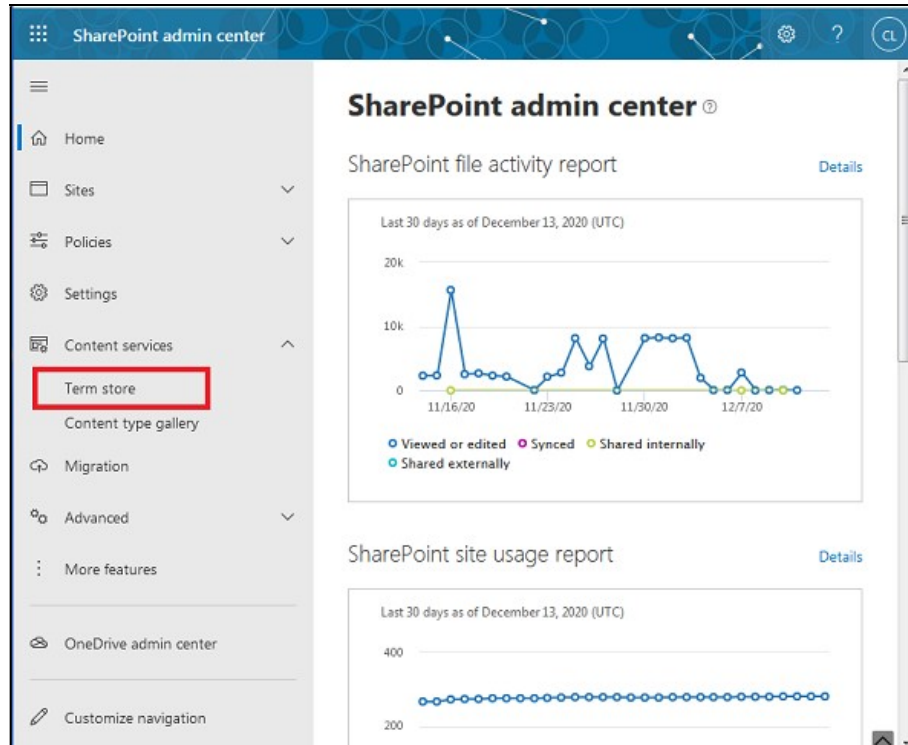 SharePoint admin center
?
CL
Home
Sites
Policies
Settings
Content services
Term store
Content type gallery
Migration
Advanced
More features
OneDrive admin center
Customize navigation
SharePoint admin center ?
SharePoint file activity report
Details
Last 30 days as of December 13, 2020 (UTC)
20k
10k
0
11/16/20 11/23/20 11/30/20 12/7/20
Viewed or edited Synced Shared internally
Shared externally
SharePoint site usage report
Details
Last 30 days as of December 13, 2020 (UTC)
400
200